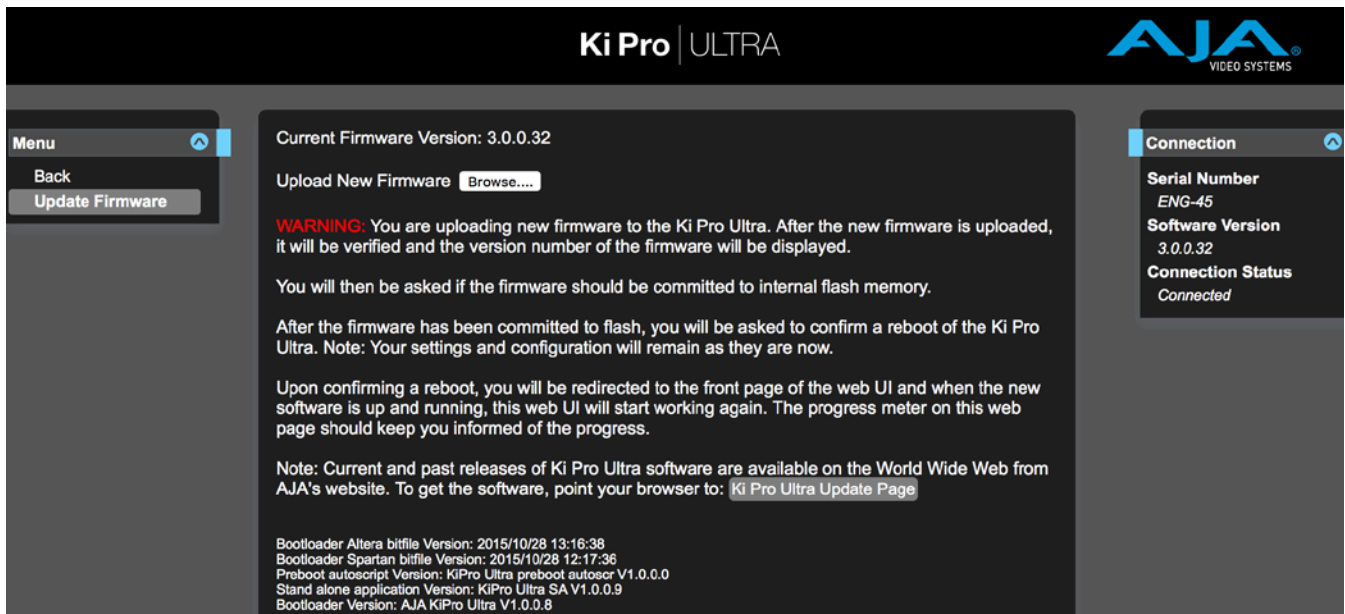 Ki Pro | ULTRA
AJA®
VIDEO SYSTEMS
Menu
Back
Update Firmware
Current Firmware Version: 3.0.0.32
Upload New Firmware Browse....
WARNING: You are uploading new firmware to the Ki Pro Ultra. After the new firmware is uploaded,
it will be verified and the version number of the firmware will be displayed.
You will then be asked if the firmware should be committed to internal flash memory.
After the firmware has been committed to flash, you will be asked to confirm a reboot of the Ki Pro
Ultra. Note: Your settings and configuration will remain as they are now.
Upon confirming a reboot, you will be redirected to the front page of the web UI and when the new
software is up and running, this web UI will start working again. The progress meter on this web
page should keep you informed of the progress.
Note: Current and past releases of Ki Pro Ultra software are available on the World Wide Web from
AJA's website. To get the software, point your browser to: Ki Pro Ultra Update Page
Bootloader Altera bitfile Version: 2015/10/28 13:16:38
Bootloader Spartan bitfile Version: 2015/10/28 12:17:36
Preboot autoscript Version: KiPro Ultra preboot autoscr V1.0.0.0
Stand alone application Version: KiPro Ultra SA V1.0.0.9
Bootloader Version: AJA KiPro Ultra V1.0.0.8
Connection
Serial Number
ENG-45
Software Version
3.0.0.32
Connection Status
Connected